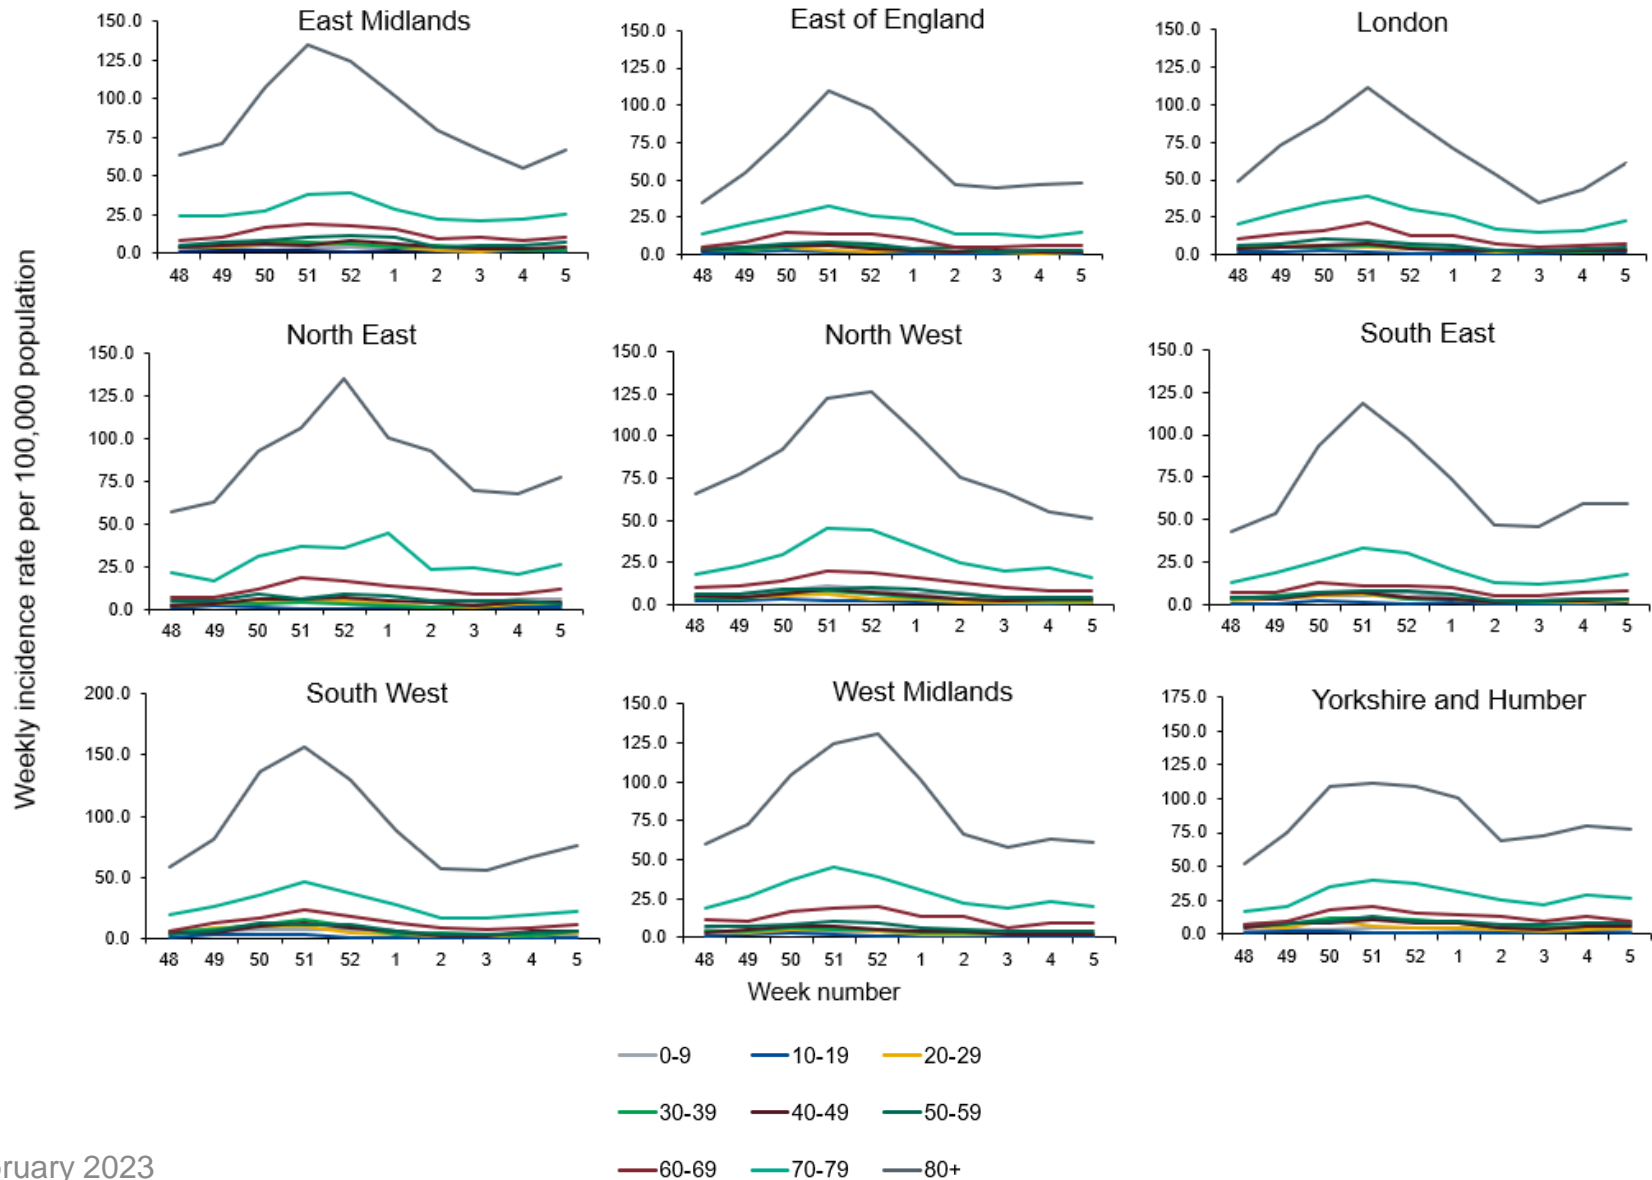 Weekly incidence rate per 100,000 population
East Midlands
150.0
125.0
100.0
75.0
50.0
25.0
0.0
48 49 50 51 52 1 2 3 4 5
East of England
150.0
125.0
100.0
75.0
50.0
25.0
0.0
48 49 50 51 52 1 2 3 4 5
London
150.0
125.0
100.0
75.0
50.0
25.0
0.0
48 49 50 51 52 1 2 3 4 5
North East
150.0
125.0
100.0
75.0
50.0
25.0
0.0
48 49 50 51 52 1 2 3 4 5
North West
150.0
125.0
100.0
75.0
50.0
25.0
0.0
48 49 50 51 52 1 2 3 4 5
South East
150.0
125.0
100.0
75.0
50.0
25.0
0.0
48 49 50 51 52 1 2 3 4 5
South West
200.0
150.0
100.0
50.0
0.0
48 49 50 51 52 1 2 3 4 5
West Midlands
150.0
125.0
100.0
75.0
50.0
25.0
0.0
48 49 50 51 52 1 2 3 4 5
Yorkshire and Humber
175.0
150.0
125.0
100.0
75.0
50.0
25.0
0.0
48 49 50 51 52 1 2 3 4 5
Week number
0-9 10-19 20-29
30-39 40-49 50-59
60-69 70-79 80+
ruary 2023